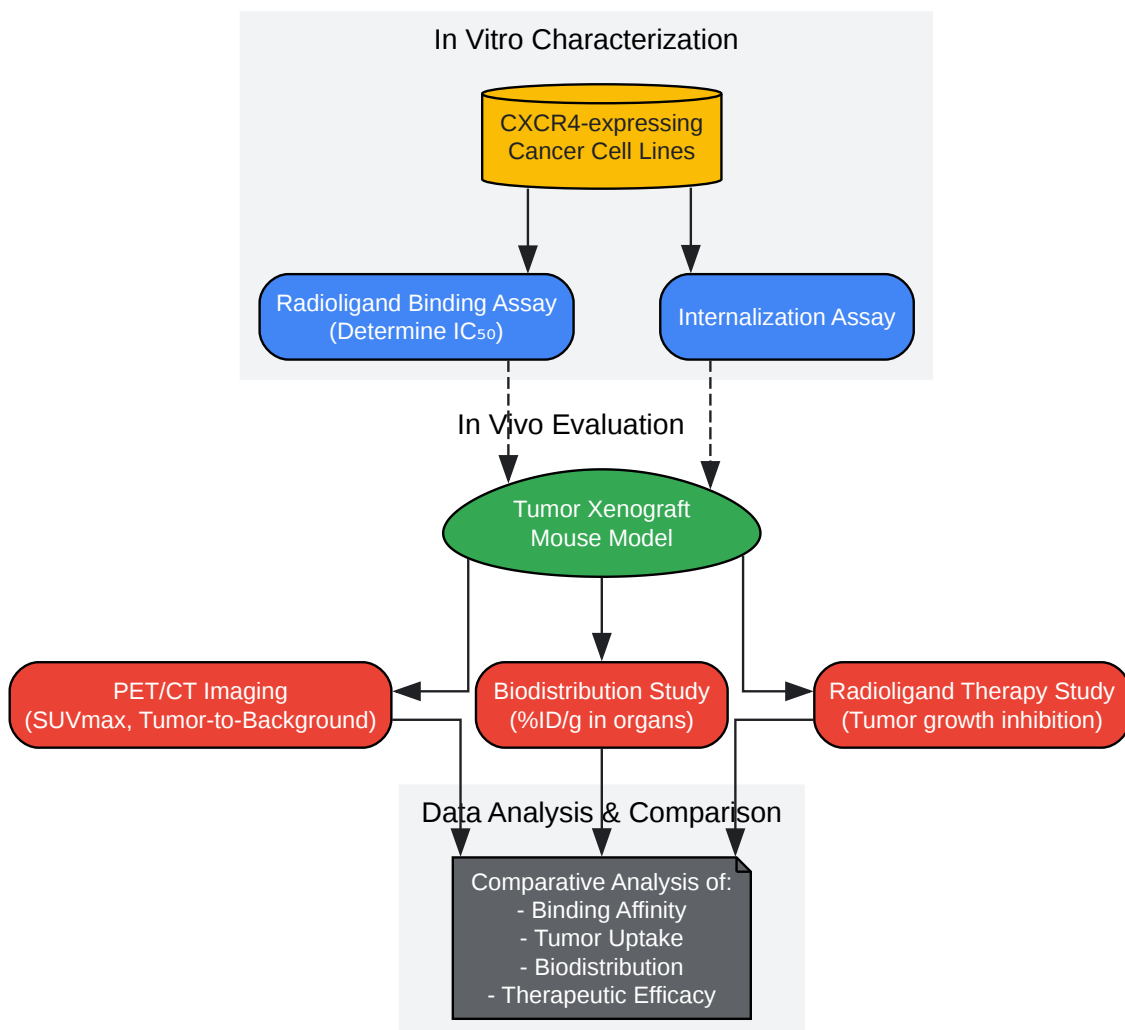 In Vitro Characterization
CXCR4-expressing
Cancer Cell Lines
Radioligand Binding Assay
(Determine IC₅₀)
Internalization Assay
In Vivo Evaluation
Tumor Xenograft
Mouse Model
PET/CT Imaging
(SUVmax, Tumor-to-Background)
Biodistribution Study
(%ID/g in organs)
Radioligand Therapy Study
(Tumor growth inhibition)
Data Analysis & Comparison
Comparative Analysis of:
- Binding Affinity
- Tumor Uptake
- Biodistribution
- Therapeutic Efficacy